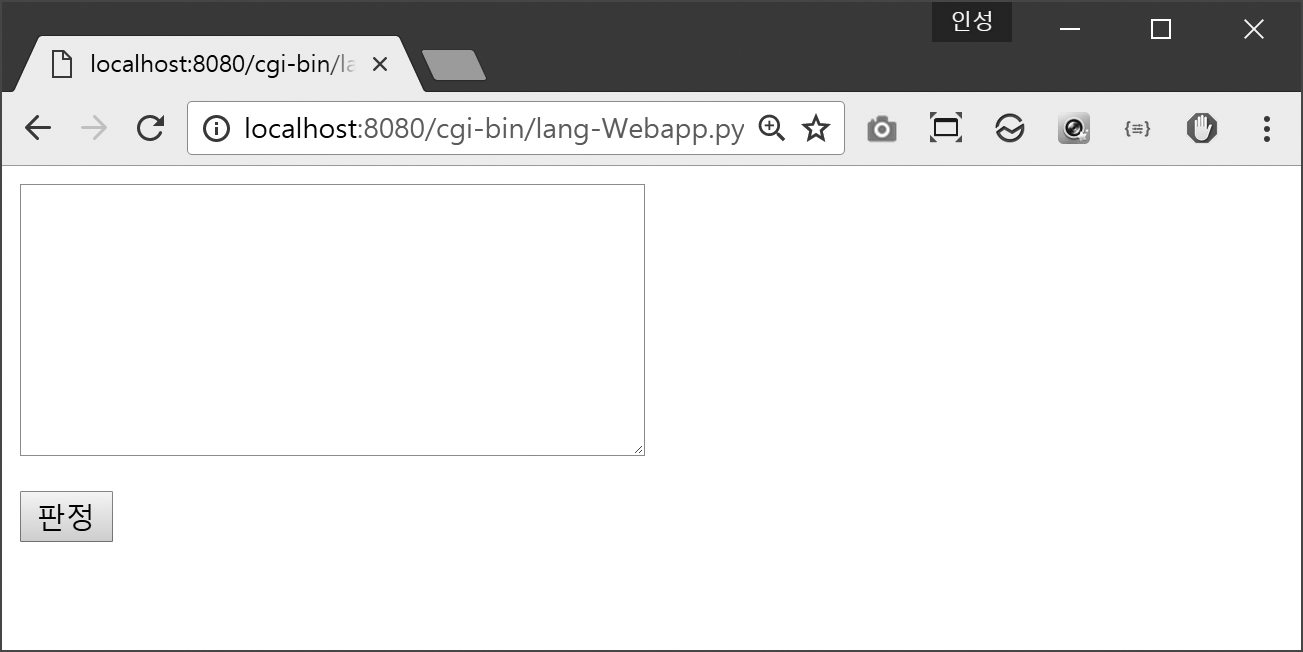 인성
localhost:8080/cgi-bin/la
localhost:8080/cgi-bin/lang-Webapp.py
판정